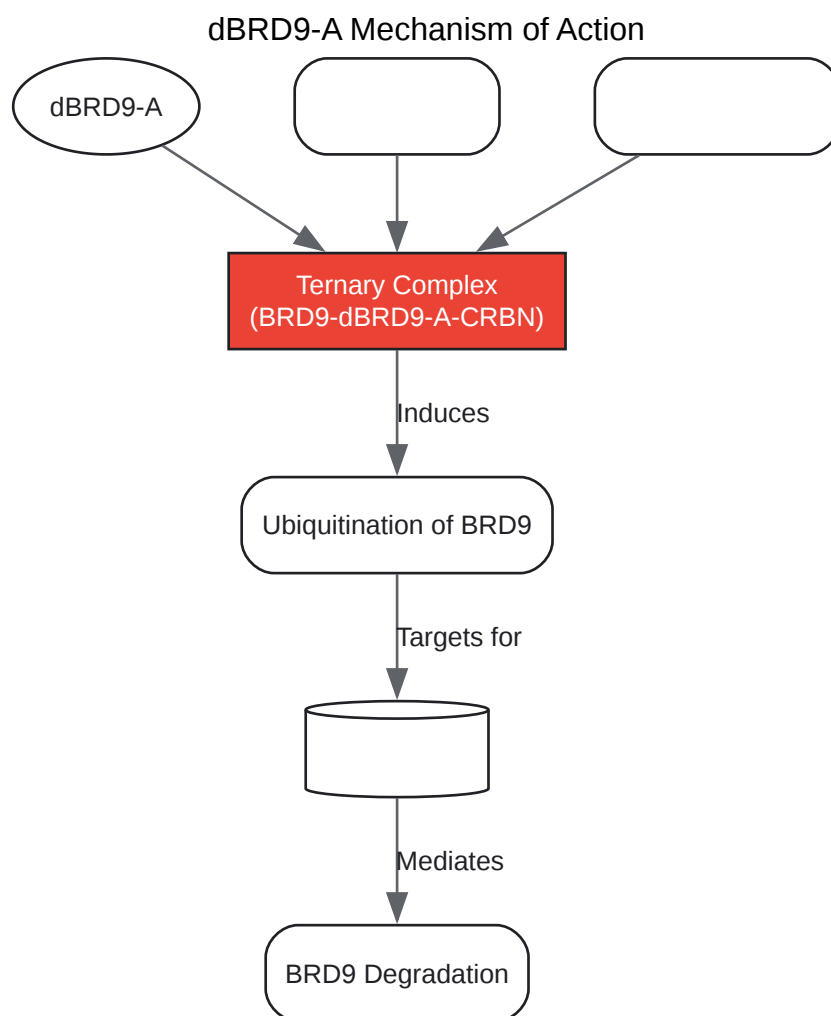 dBRD9-A Mechanism of Action
dBRD9-A
Ternary Complex
(BRD9-dBRD9-A-CRBN)
Induces
Ubiquitination of BRD9
Targets for
Mediates
BRD9 Degradation